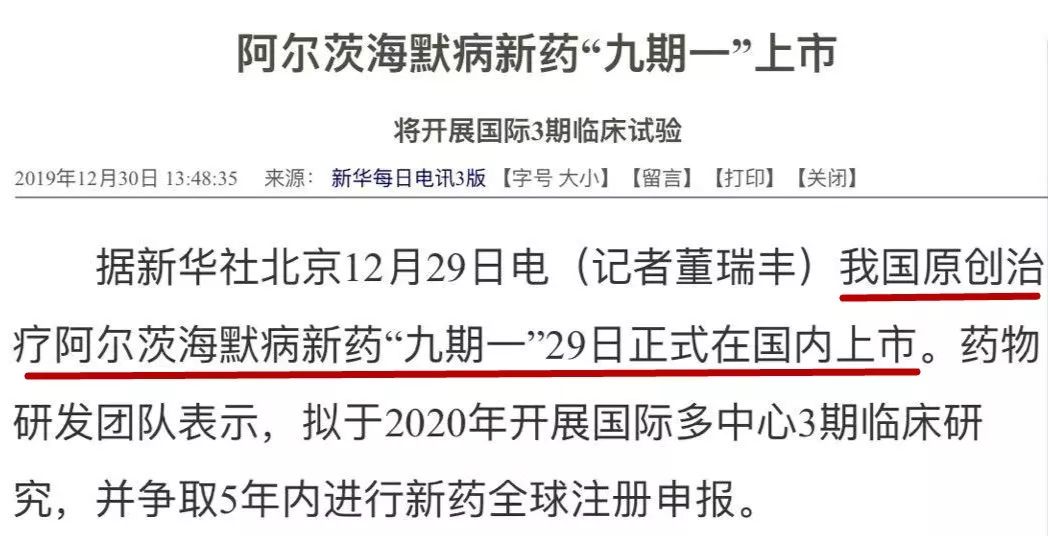 阿尔茨海默病新药“九期一”上市
将开展国际3期临床试验
2019年12月30日 13:48:35 来源： 新华每日电讯3版 【字号 大小】【留言】【打印】【关闭】
据新华社北京12月29日电（记者董瑞丰）我国原创治
疗阿尔茨海默病新药“九期一”29日正式在国内上市。药物
研发团队表示，拟于2020年开展国际多中心3期临床研
究，并争取5年内进行新药全球注册申报。